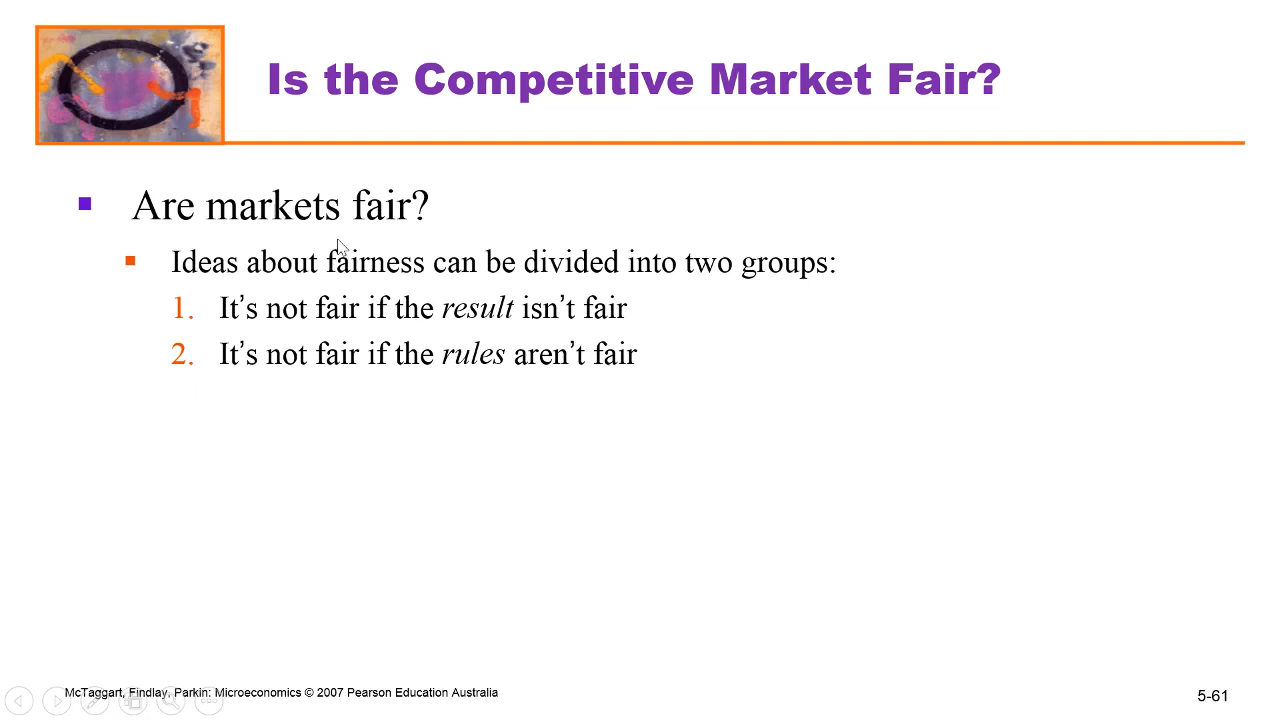 Is the Competitive Market Fair?
Are markets fair?
Ideas about fairness can be divided into two groups:
1. It’s not fair if the result isn’t fair
2. It’s not fair if the rules aren’t fair
McTaggart, Findlay, Parkin: Microeconomics © 2007 Pearson Education Australia
5-61